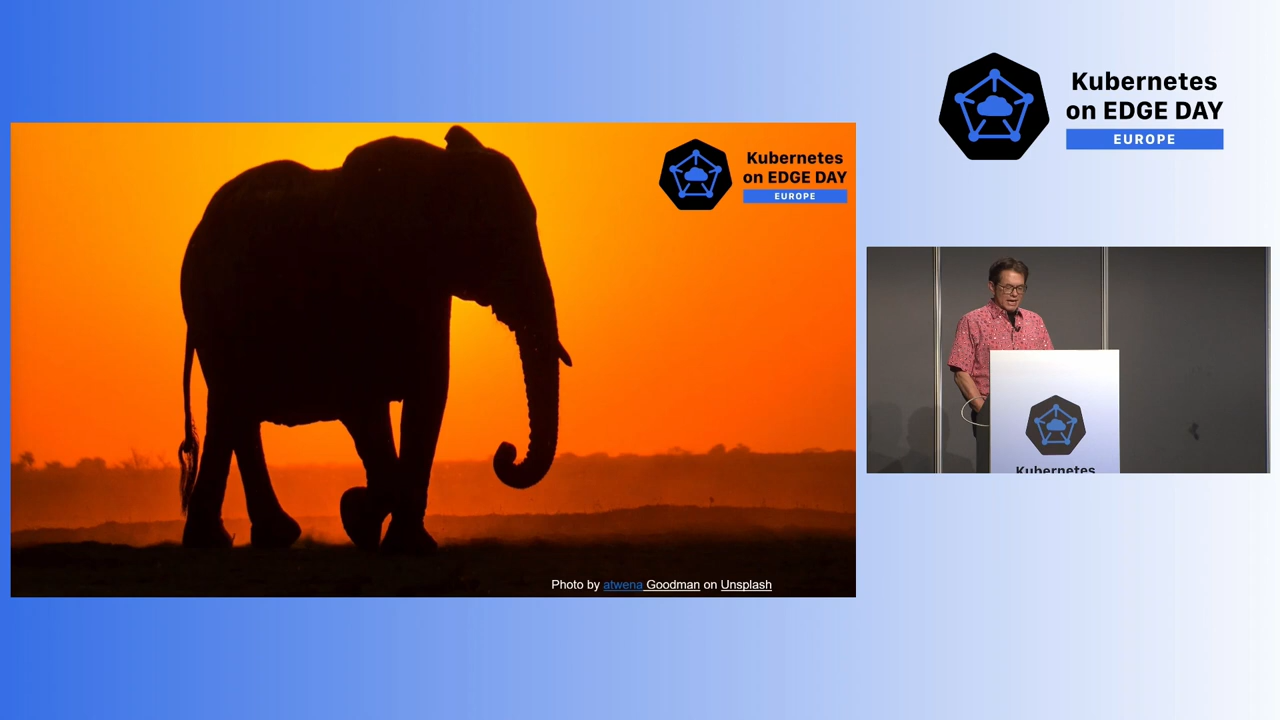 Kubernetes
on EDGE DAY
EUROPE
Kubernetes
on EDGE DAY
EUROPE
Photo by atwena Goodman on Unsplash
Kubernetes